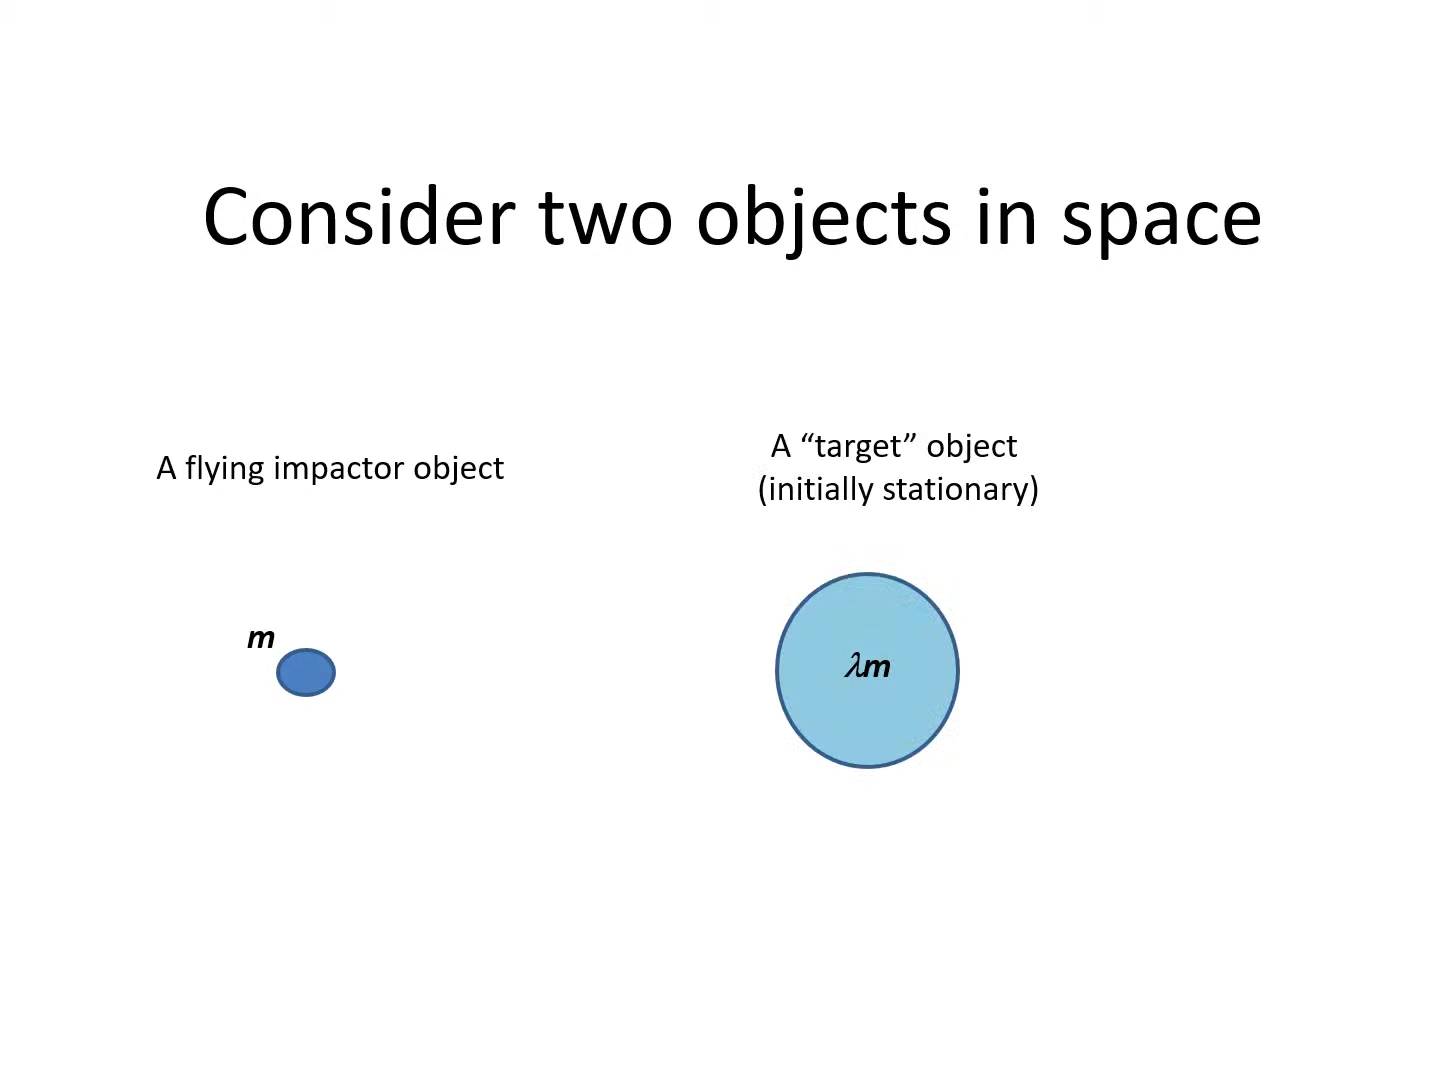 Consider two objects in space
A flying impactor object
A “target” object
(initially stationary)
m
λm